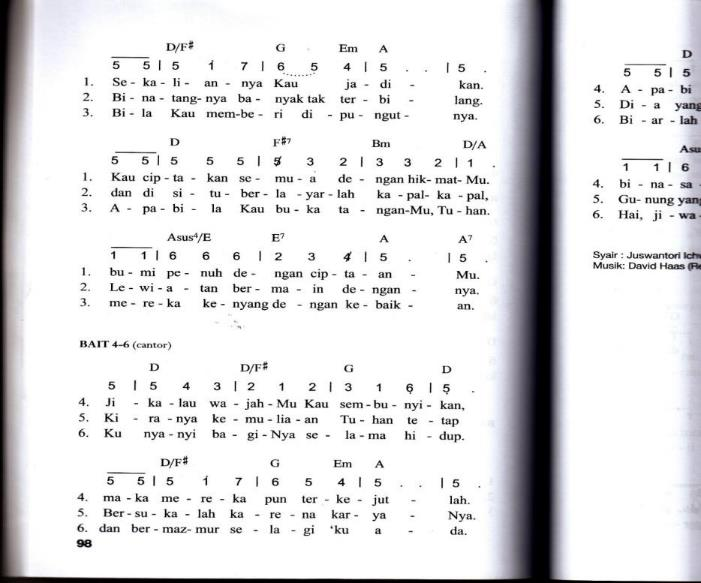 D/F# G Em A
5 5 | 5 1̇ 7 | 6 5 4 | 5 . . | 5 .
1. Se - ka - li - an - nya Kau ja - di - kan.
2. Bi - na - tang- nya ba - nyak tak ter - bi - lang.
3. Bi - la Kau mem-be - ri di - pu - ngut - nya.
D F#7 Bm D/A
5 5 | 5 5 5 | 5̸ 3 2 | 3 3 2 | 1 .
1. Kau cip - ta - kan se - mu - a de - ngan hik- mat- Mu.
2. dan di si - tu - ber - la - yar - lah ka - pal- ka - pal,
3. A - pa - bi - la Kau bu - ka ta - ngan-Mu, Tu - han.
Asus4/E E7 A A7
1 1 | 6 6 6 | 2 3 4̸ | 5 . | 5 .
1. bu - mi pe - nuh de - ngan cip - ta - an - Mu.
2. Le - wi - a - tan ber - ma - in de - ngan - nya.
3. me - re - ka ke - nyang de - ngan ke - baik - an.
BAIT 4-6 (cantor)
D D/F# G D
5 | 5 4 3 | 2 1 2 | 3 1 6̣ | 5̣ .
4. Ji - ka - lau wa - jah - Mu Kau sem - bu - nyi - kan,
5. Ki - ra - nya ke - mu - lia - an Tu - han te - tap
6. Ku nya - nyi ba - gi - Nya se - la - ma hi - dup.
D/F# G Em A
5 5 | 5 1̇ 7 | 6 5 4 | 5 . . | 5 .
4. ma - ka me - re - ka pun ter - ke - jut - lah.
5. Ber - su - ka - lah ka - re - na kar - ya - Nya.
6. dan ber - maz- mur se - la - gi 'ku a - da.
98
D
5 5 | 5
4. A - pa - bi
5. Di - a yang
6. Bi - ar - lah
Asu
1 1 | 6
4. bi - na - sa -
5. Gu- nung yang
6. Hai, ji - wa -
Syair : Juswantori Ich
Musik: David Haas (Re